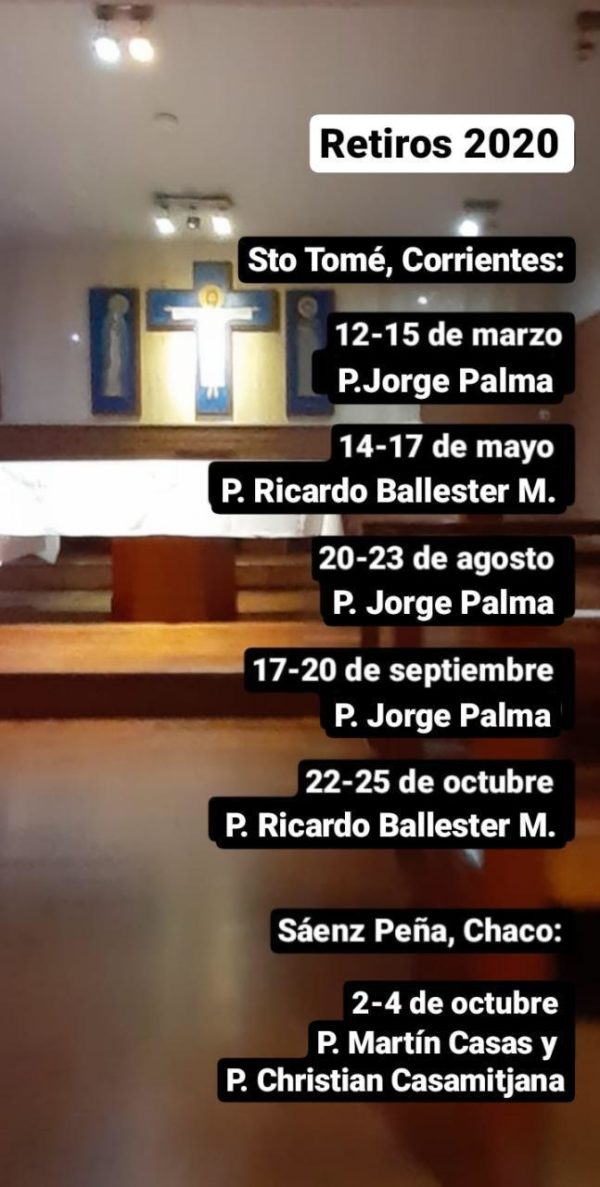 Retiros 2020
Sto Tomé, Corrientes:
12-15 de marzo
P.Jorge Palma
14-17 de mayo
P. Ricardo Ballester M.
20-23 de agosto
P. Jorge Palma
17-20 de septiembre
P. Jorge Palma
22-25 de octubre
P. Ricardo Ballester M.
Sáenz Peña, Chaco:
2-4 de octubre
P. Martín Casas y
P. Christian Casamitjana